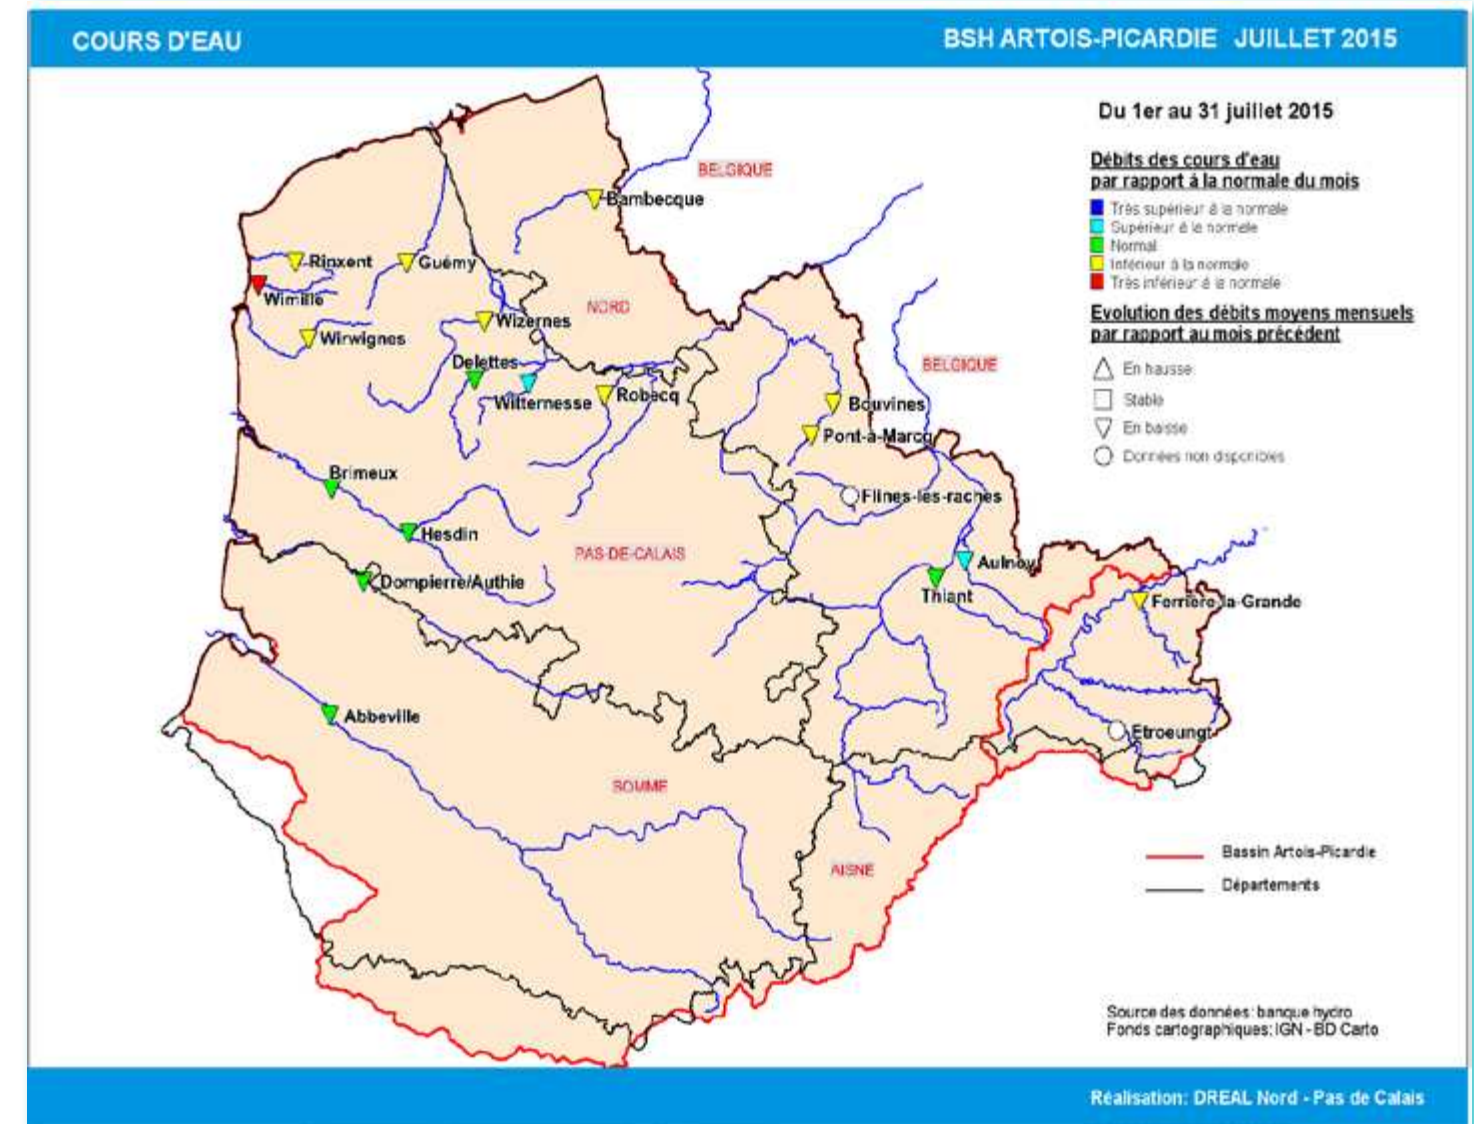 COURS D'EAU
BSH ARTOIS-PICARDIE JUILLET 2015
Du 1er au 31 juillet 2015
Débits des cours d'eau
par rapport à la normale du mois
Très supérieur à la normale
Supérieur à la normale
Normal
Inférieur à la normale
Très inférieur à la normale
Evolution des débits moyens mensuels
par rapport au mois précédent
En hausse
Stable
En baisse
Données non disponibles
BELGIQUE
Bambecque
Rinxent
Guémy
Wimille
NORD
Wizernes
Wirwignes
Delettes
BELGIQUE
Witternesse
Robecq
Bouvines
Pont-à-Marcq
Brimeux
Flines-les-raches
Hesdin
PAS-DE-CALAIS
Aulnoy
Dompierre/Authie
Thiant
Ferrière-la-Grande
Abbeville
Etroeungt
SOMME
AISNE
Bassin Artois-Picardie
Départements
Source des données: banque hydro
Fonds cartographiques: IGN - BD Carto
Réalisation: DREAL Nord - Pas de Calais